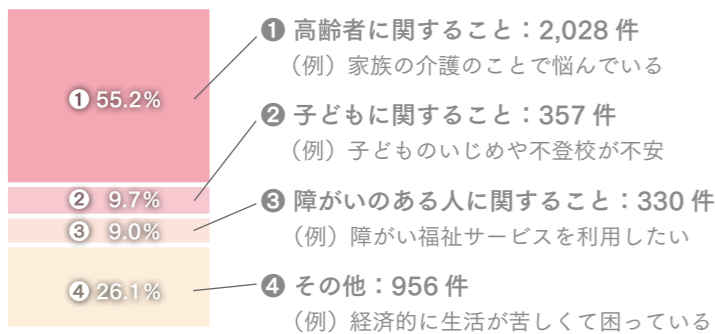 ❶ 55.2%
❷ 9.7%
❸ 9.0%
❹ 26.1%
❶ 高齢者に関すること：2,028 件
（例）家族の介護のことで悩んでいる
❷ 子どもに関すること：357 件
（例）子どものいじめや不登校が不安
❸ 障がいのある人に関すること：330 件
（例）障がい福祉サービスを利用したい
❹ その他：956 件
（例）経済的に生活が苦しくて困っている